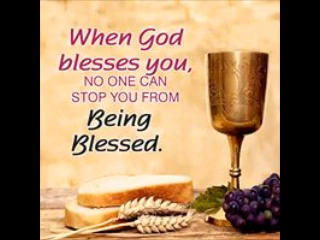 When God
blesses you,
NO ONE CAN
STOP YOU FROM
Being
Blessed.